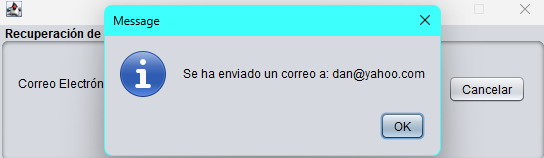 Message
Recuperación de
Se ha enviado un correo a: dan@yahoo.com
Correo Electrón
Cancelar
OK